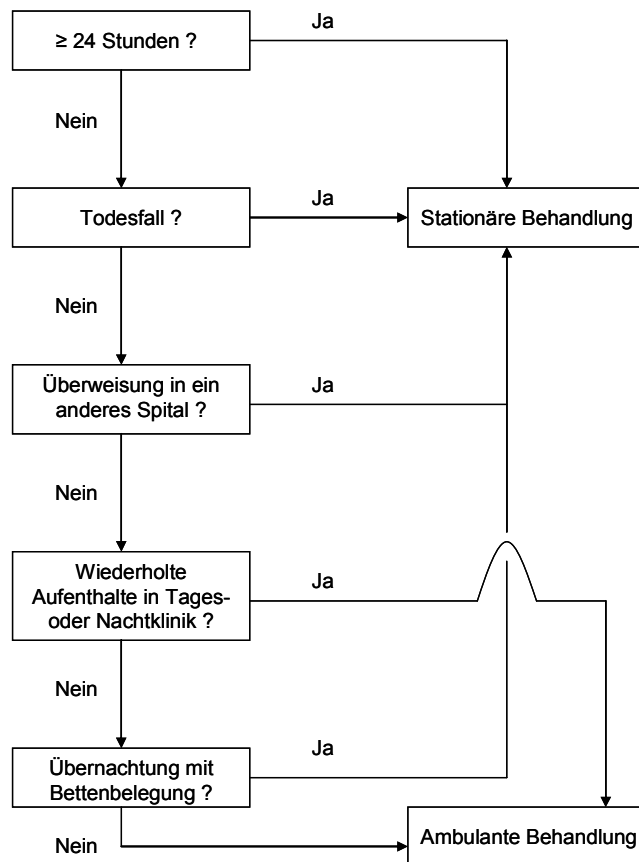 ≥ 24 Stunden ?
Ja
Nein
Todesfall ?
Ja
Stationäre Behandlung
Nein
Überweisung in ein
anderes Spital ?
Ja
Nein
Wiederholte
Aufenthalte in Tages-
oder Nachtklinik ?
Ja
Nein
Übernachtung mit
Bettenbelegung ?
Ja
Nein
Ambulante Behandlung